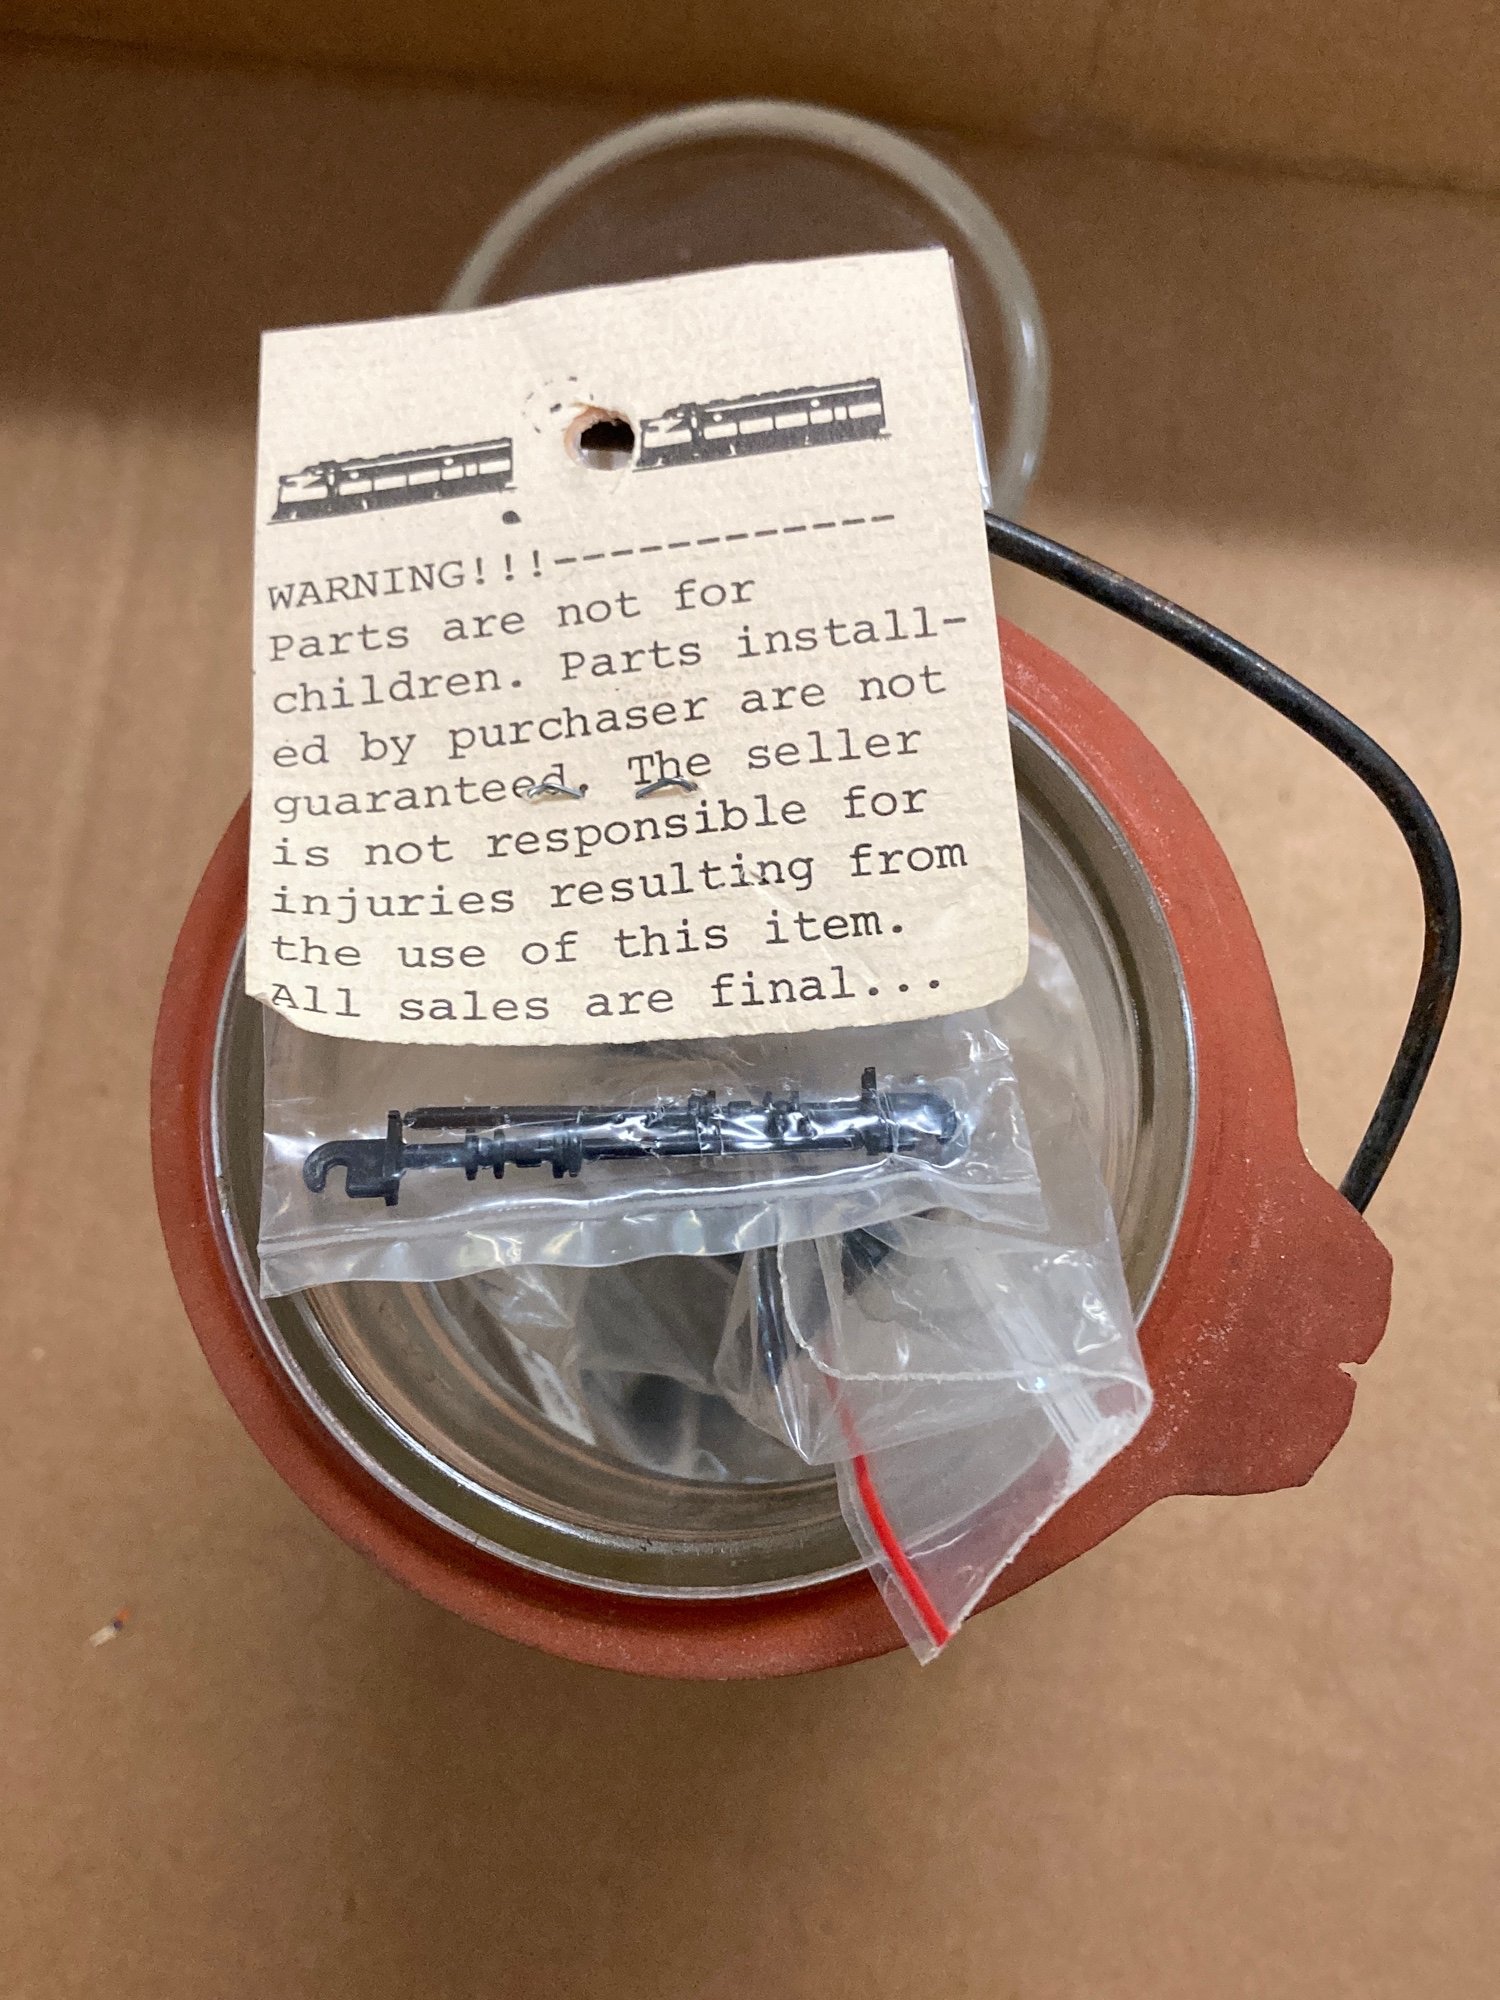 WARNING!!!------------
Parts are not for
children. Parts install-
ed by purchaser are not
guaranteed. The seller
is not responsible for
injuries resulting from
the use of this item.
All sales are final...